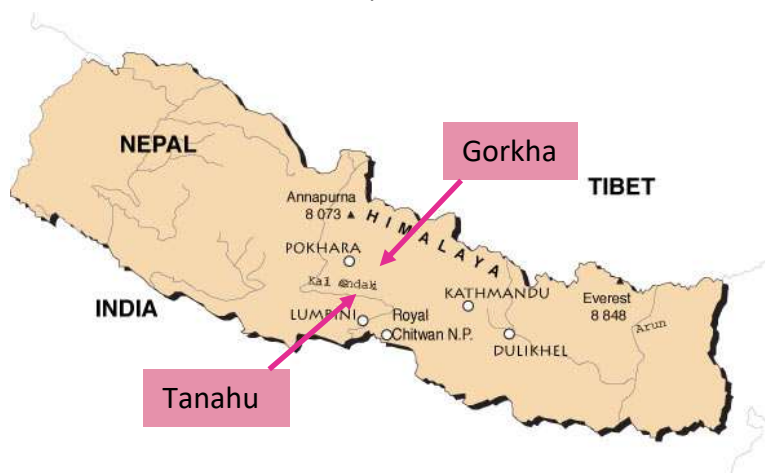 NEPAL
Gorkha
TIBET
Annapurna
8 073
HIMALAYA
POKHARA
INDIA
KATHMANDU
Everest
8 848
LUMBINI
Royal
Chitwan N.P.
DULIKHEL
Arun
Tanahu